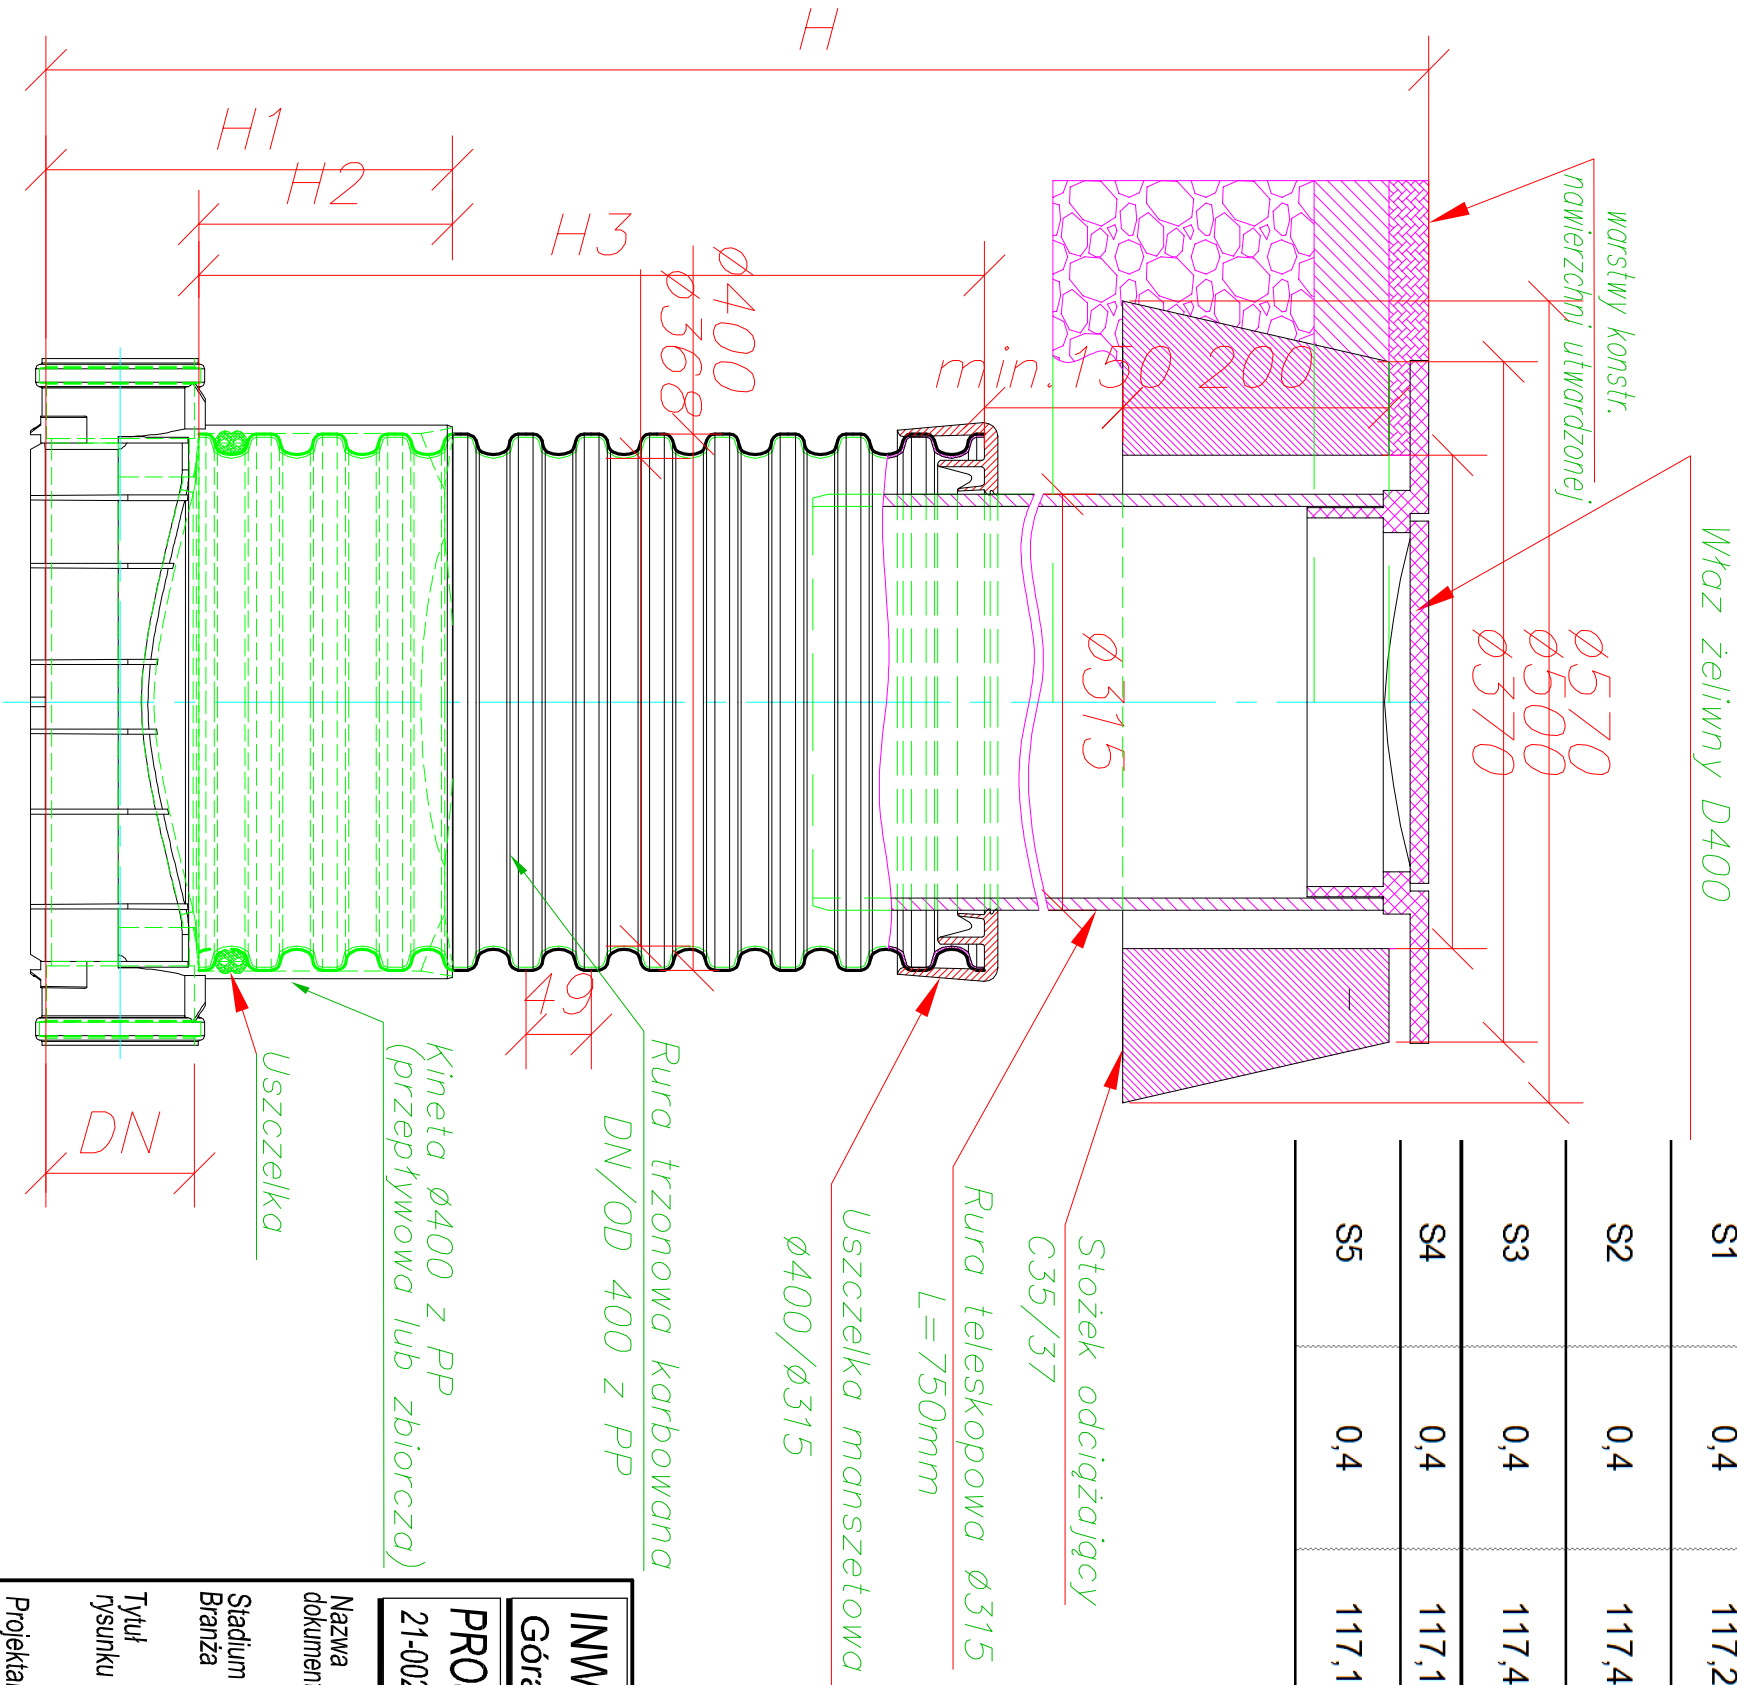 H
H1
H2
H3
ø400
ø368
min.150
200
warstwy konstr.
nawierzchni utwardzonej
Właz żeliwny D400
ø570
ø500
ø370
ø315
49
DN
Stożek odciążający
C35/37
Rura teleskopowa ø315
L=750mm
Uszczelka manszetowa
ø400/ø315
Rura trzonowa karbowana
DN/OD 400 z PP
Kineta ø400 z PP
(przepływowa lub zbiorcza)
Uszczelka
S1 0,4 117,2
S2 0,4 117,4
S3 0,4 117,4
S4 0,4 117,1
S5 0,4 117,1
Nazwa
Stadium
Branża
Tytuł
rysunku
21-002